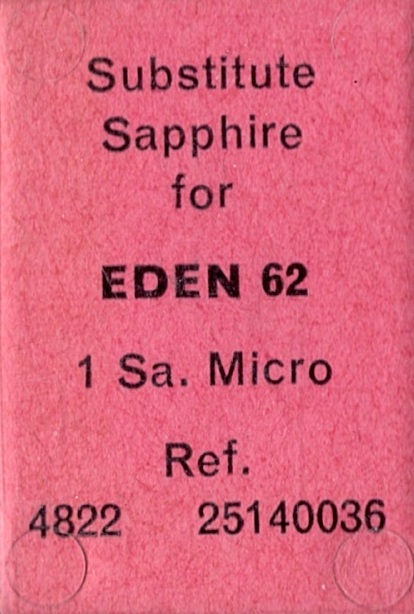 Substitute
Sapphire
for
EDEN 62
1 Sa. Micro
Ref.
4822 25140036